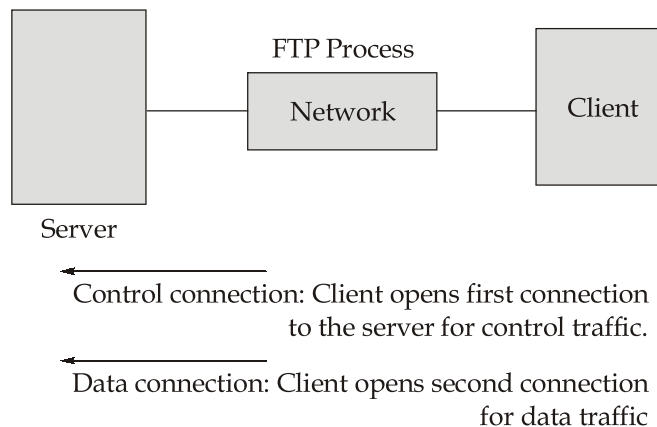 FTP Process
Network
Client
Server
Control connection: Client opens first connection
to the server for control traffic.
Data connection: Client opens second connection
for data traffic